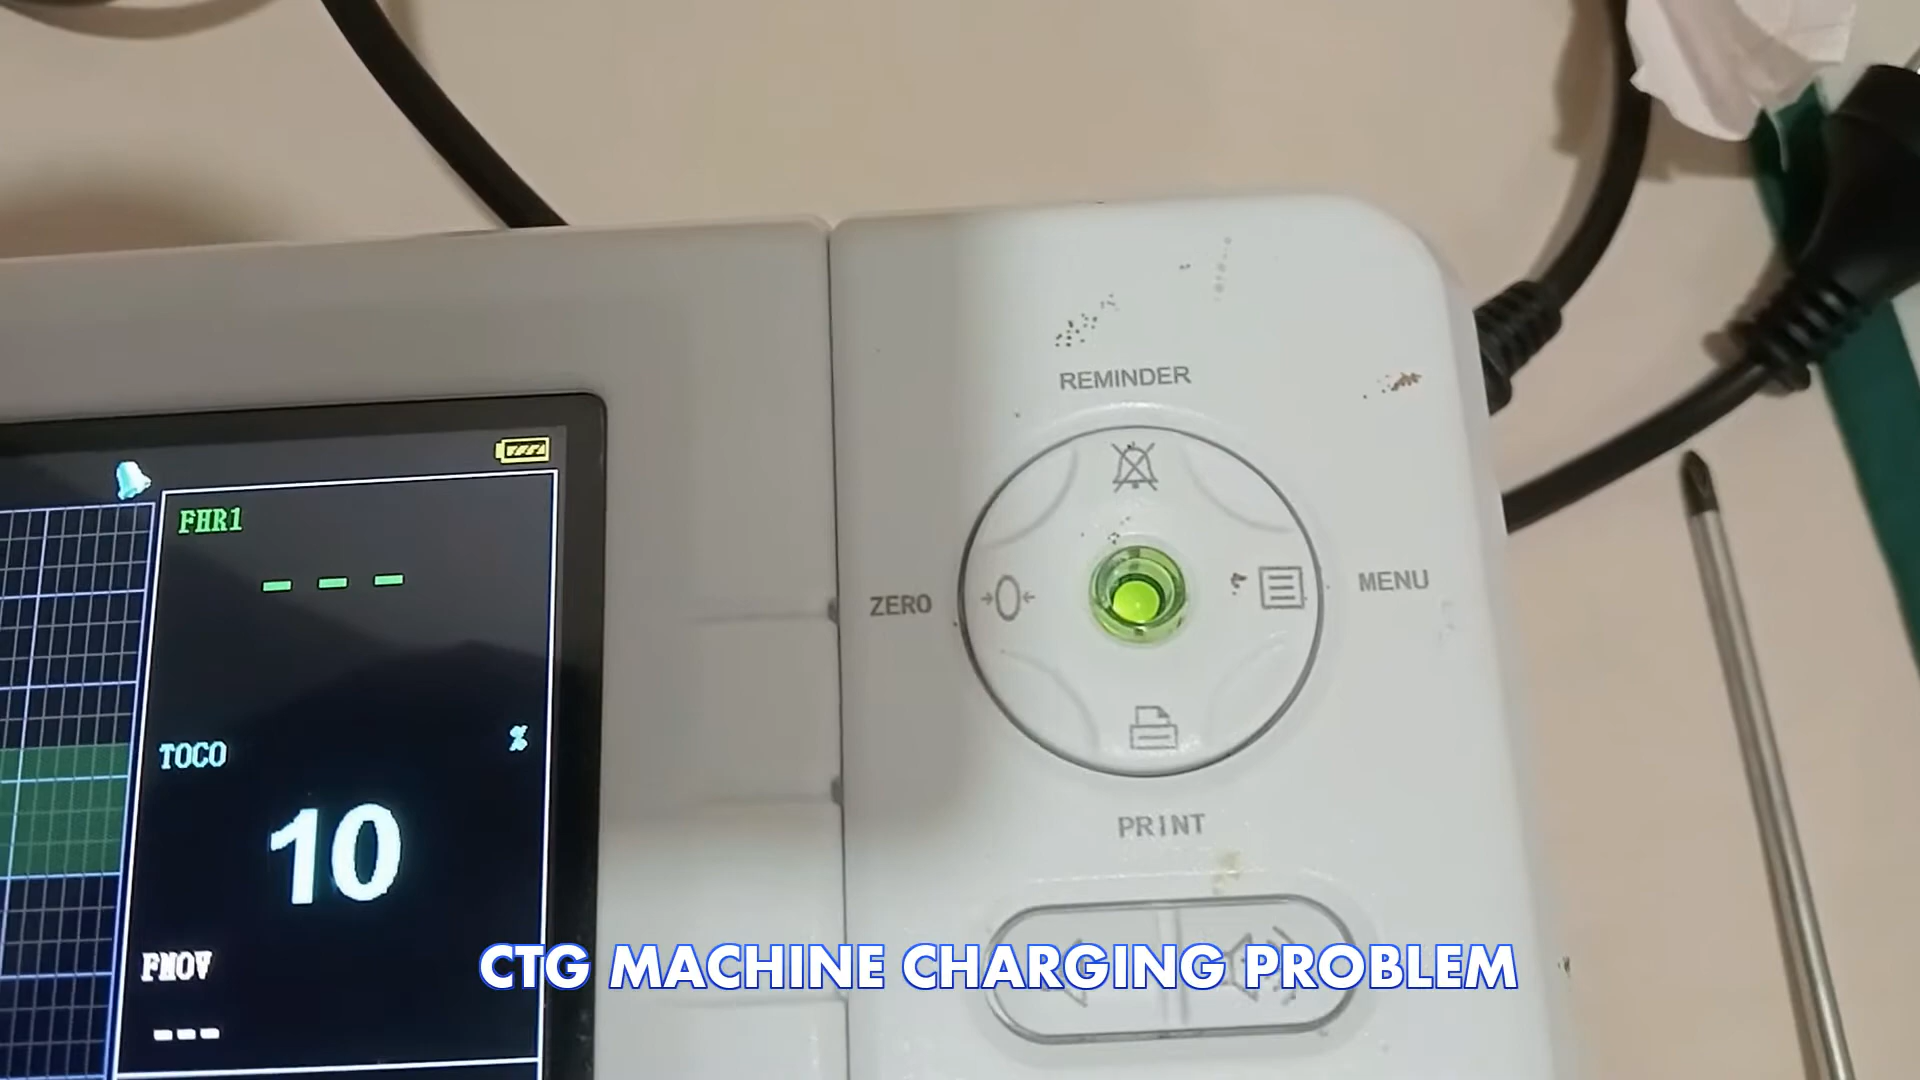 REMINDER
FHR1
- - -
ZERO
MENU
TOCO
%
10
PRINT
FMOV
---
CTG MACHINE CHARGING PROBLEM